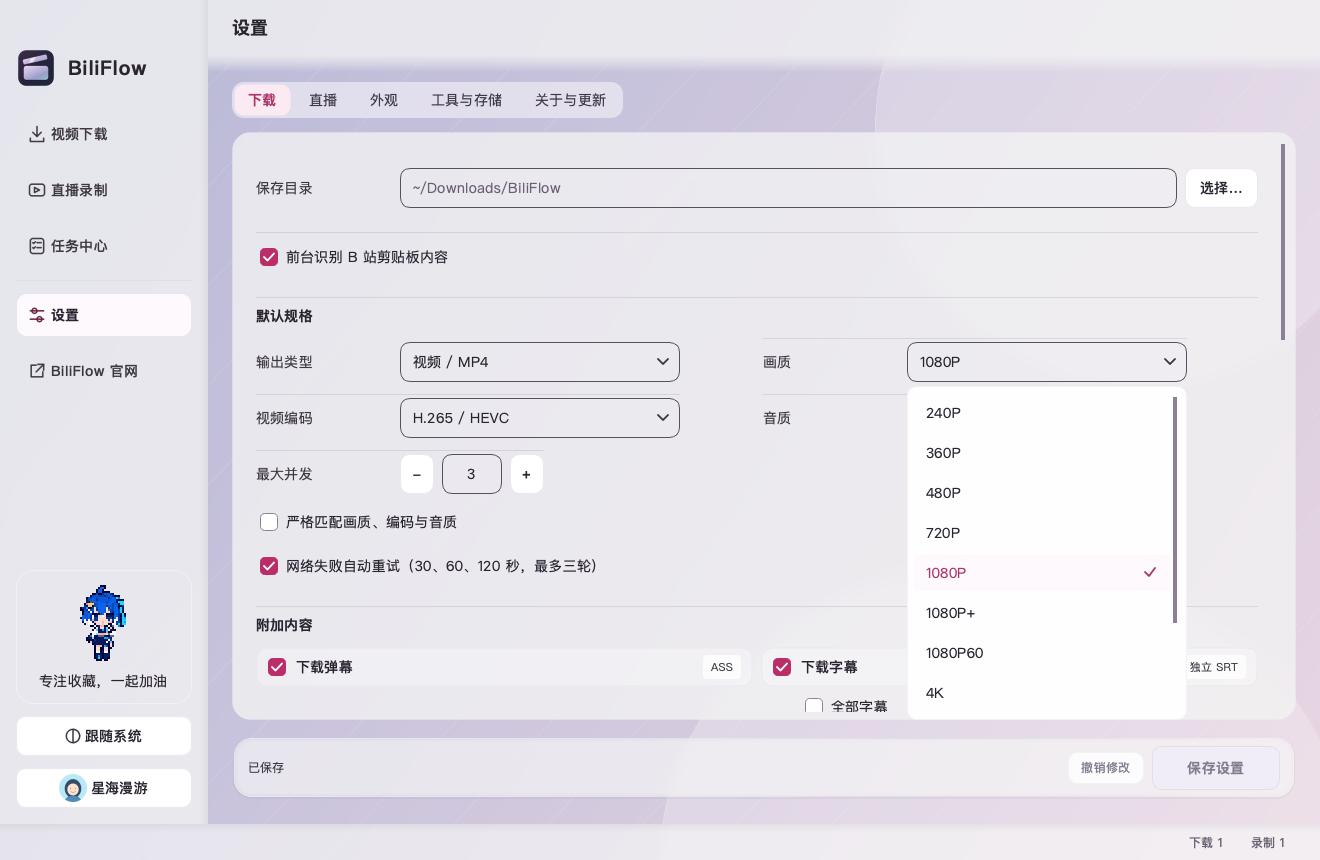 设置
BiliFlow
视频下载
直播录制
任务中心
设置
BiliFlow 官网
专注收藏，一起加油
跟随系统
星海漫游
下载
直播
外观
工具与存储
关于与更新
保存目录
~/Downloads/BiliFlow
选择...
前台识别 B 站剪贴板内容
默认规格
输出类型
视频 / MP4
画质
1080P
视频编码
H.265 / HEVC
音质
240P
360P
480P
720P
1080P
1080P+
1080P60
4K
最大并发
−
3
+
严格匹配画质、编码与音质
网络失败自动重试（30、60、120 秒，最多三轮）
附加内容
下载弹幕
ASS
下载字幕
独立 SRT
全部字幕
已保存
撤销修改
保存设置
下载 1
录制 1